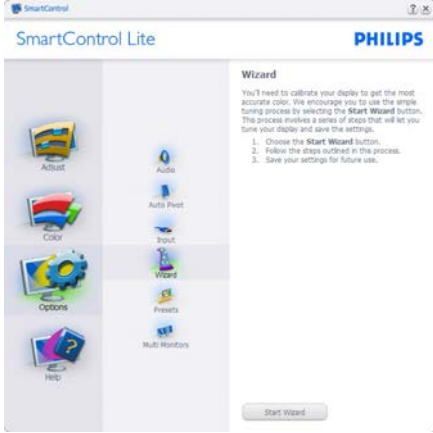 SmartControl
SmartControl Lite
PHILIPS
Adjust
Color
Options
Help
Audio
Auto Pivot
Input
Wizard
Presets
Multi Monitors
Wizard
You'll need to calibrate your display to get the most
accurate color. We encourage you to use the simple
tuning process by selecting the Start Wizard button.
This process involves a series of steps that will let you
tune your display and save the settings.
1. Choose the Start Wizard button.
2. Follow the steps outlined in this process.
3. Save your settings for future use.
Start Wizard